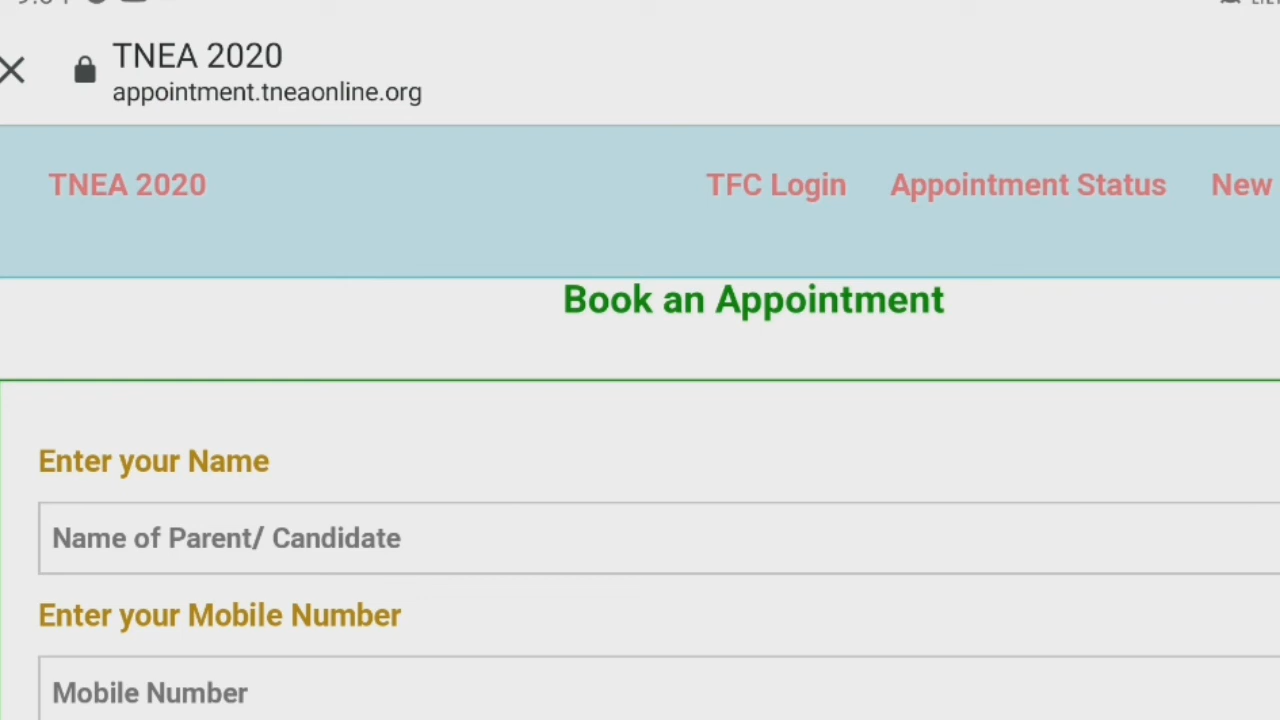 TNEA 2020
appointment.tneaonline.org
TNEA 2020 TFC Login Appointment Status New
Book an Appointment
Enter your Name
Name of Parent/ Candidate
Enter your Mobile Number
Mobile Number